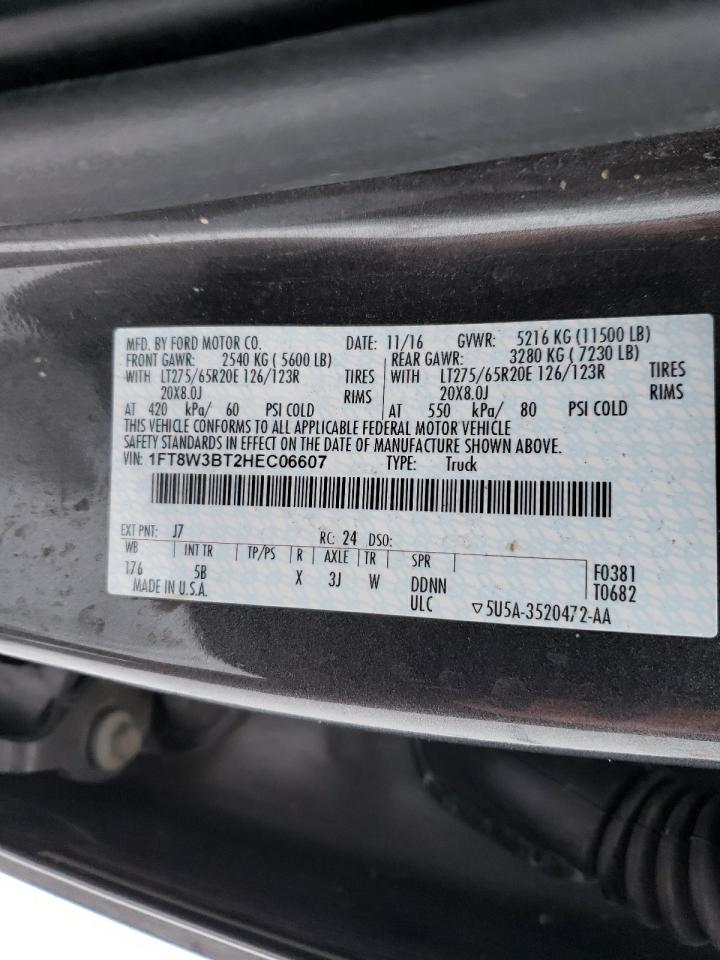 MFD. BY FORD MOTOR CO. DATE: 11/16 GVWR: 5216 KG (11500 LB)
FRONT GAWR: 2540 KG ( 5600 LB) REAR GAWR: 3280 KG ( 7230 LB)
WITH LT275/65R20E 126/123R TIRES WITH LT275/65R20E 126/123R TIRES
20X8.0J RIMS 20X8.0J RIMS
AT 420 kPa/ 60 PSI COLD AT 550 kPa/ 80 PSI COLD
THIS VEHICLE CONFORMS TO ALL APPLICABLE FEDERAL MOTOR VEHICLE
SAFETY STANDARDS IN EFFECT ON THE DATE OF MANUFACTURE SHOWN ABOVE.
VIN: 1FT8W3BT2HEC06607 TYPE: Truck
EXT PNT: J7 RC: 24 DSO:
WB INT TR TP/PS R AXLE TR SPR
176 5B X 3J W DDNN F0381
MADE IN U.S.A. ULC T0682
▽5U5A-3520472-AA